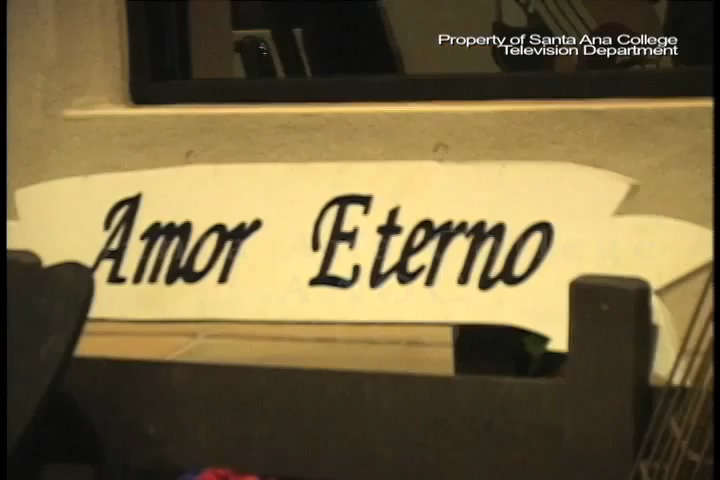 Property of Santa Ana College
Television Department
Amor Eterno